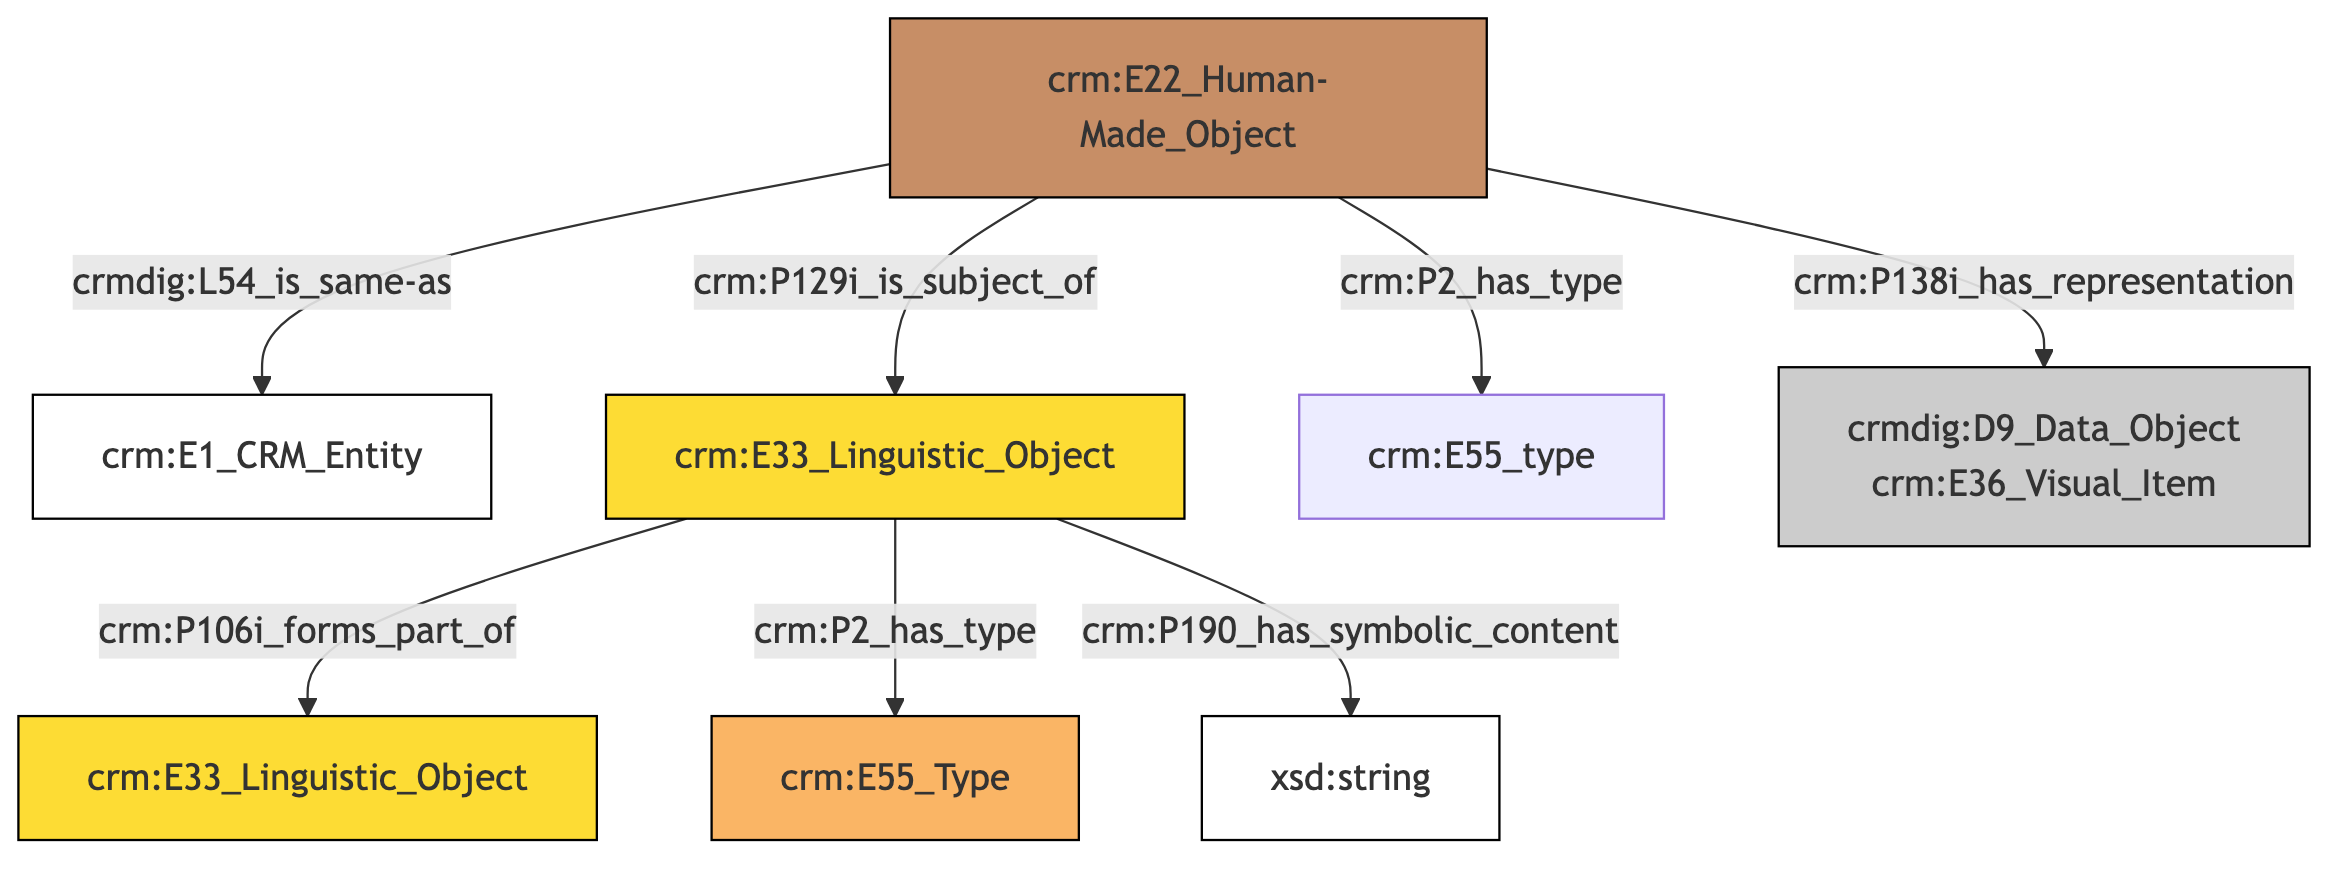 crm:E22_Human-
Made_Object
crmdig:L54_is_same-as
crm:P129i_is_subject_of
crm:P2_has_type
crm:P138i_has_representation
crm:E1_CRM_Entity
crm:E33_Linguistic_Object
crm:E55_type
crmdig:D9_Data_Object
crm:E36_Visual_Item
crm:P106i_forms_part_of
crm:P2_has_type
crm:P190_has_symbolic_content
crm:E33_Linguistic_Object
crm:E55_Type
xsd:string